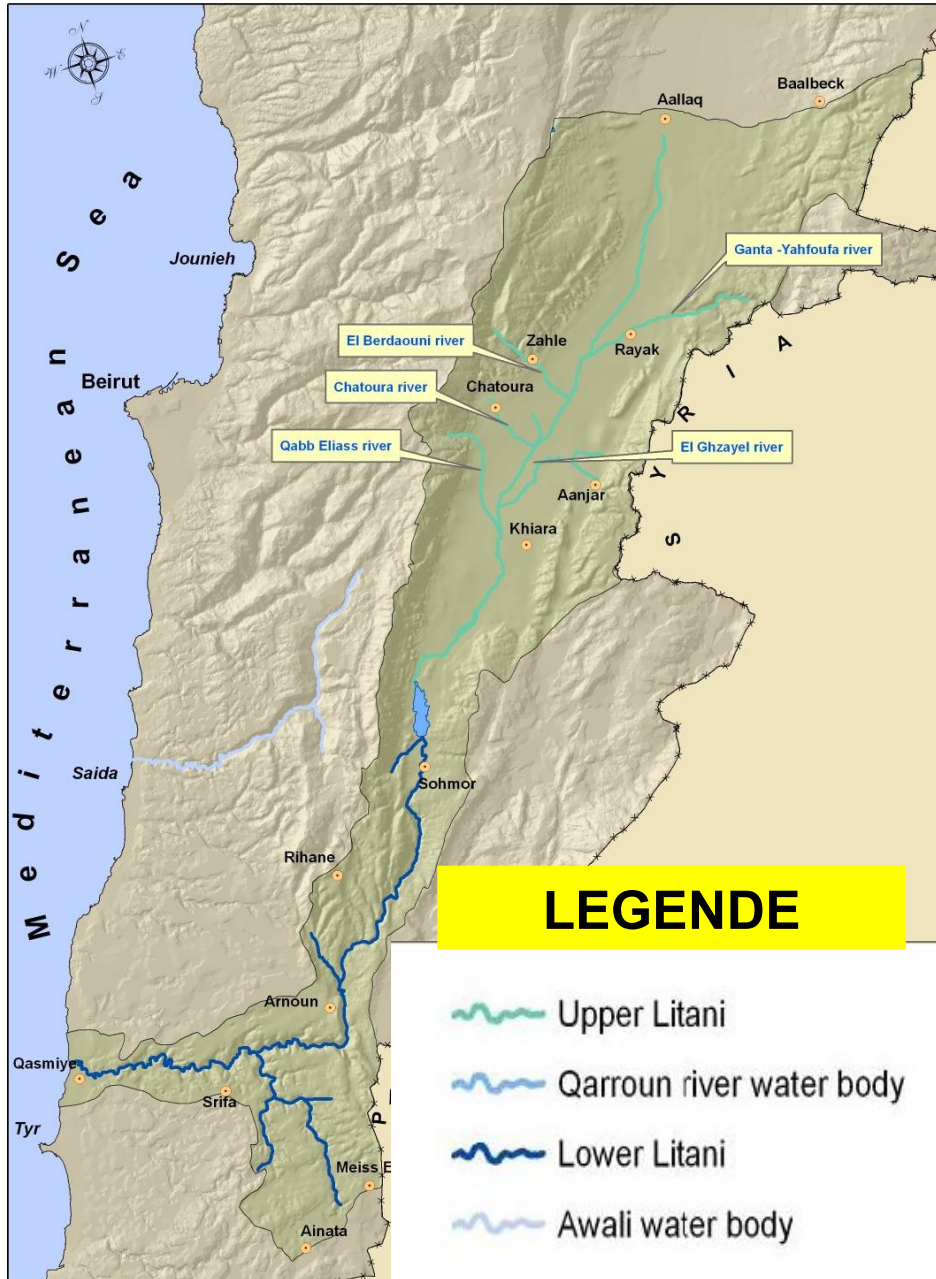 N
E
W
S
Baalbeck
Aallaq
Mediterranean Sea
Jounieh
Ganta -Yahfoufa river
El Berdaouni river
Zahle
Rayak
SYRIA
Beirut
Chatoura river
Chatoura
Qabb Eliass river
El Ghzayel river
Aanjar
Khiara
Saida
Sohmor
Rihane
LEGENDE
Arnoun
Upper Litani
Qasmiye
Qarroun river water body
Srifa
P
Tyr
Lower Litani
Meiss E
Awali water body
Ainata